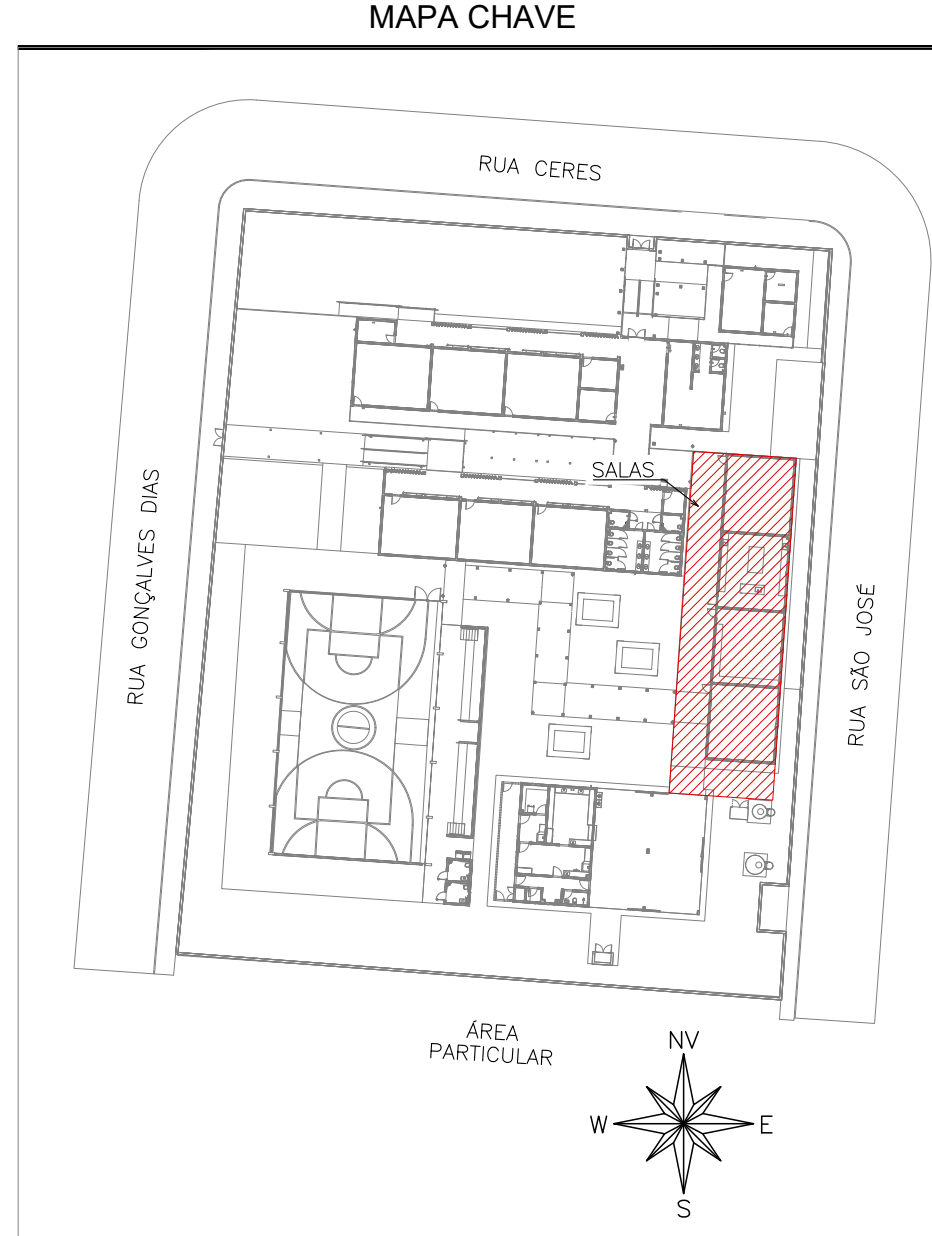 MAPA CHAVE
RUA CERES
SALAS
RUA GONÇALVES DIAS
RUA SÃO JOSÉ
ÁREA
PARTICULAR
NV
W
E
S